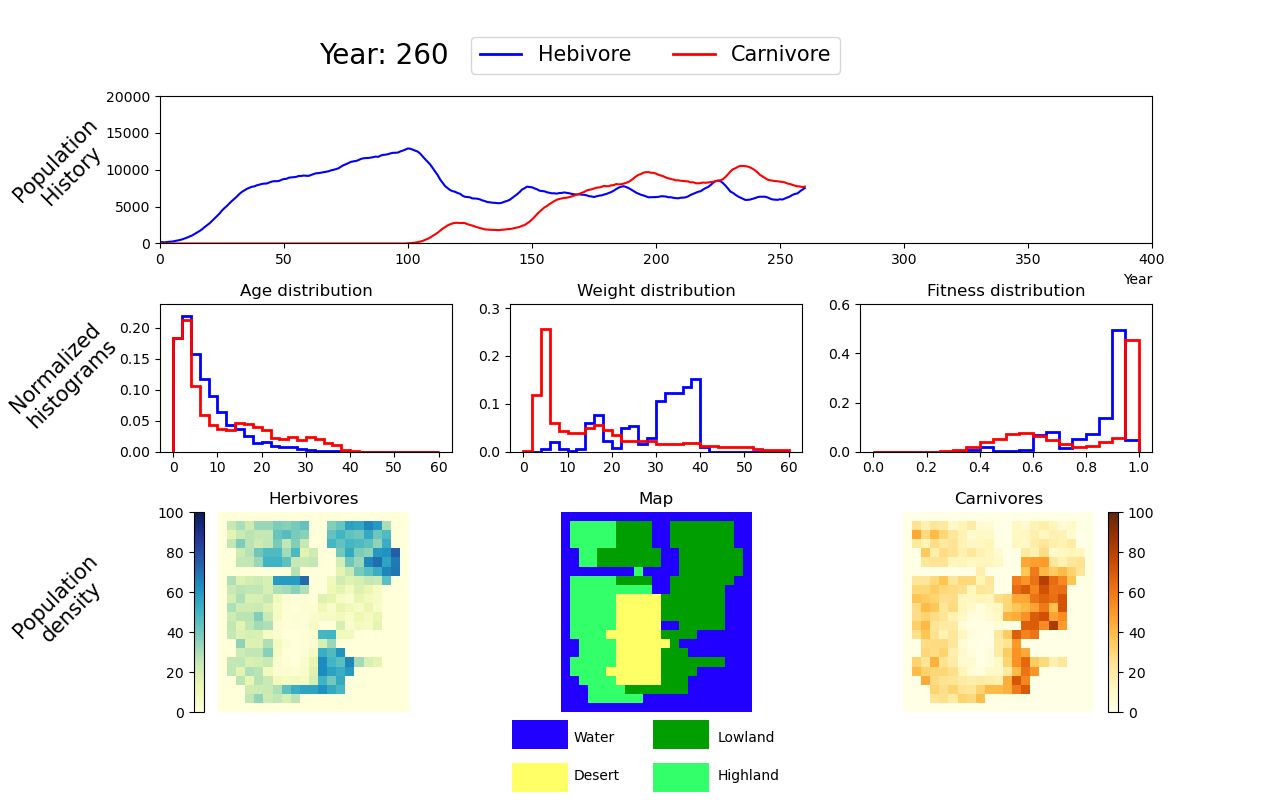 Year: 260
Hebivore
Carnivore
Population
History
20000
15000
10000
5000
0
0 50 100 150 200 250 300 350 400
Year
Normalized
histograms
Age distribution
0.20
0.15
0.10
0.05
0.00
0 10 20 30 40 50 60
Weight distribution
0.3
0.2
0.1
0.0
0 10 20 30 40 50 60
Fitness distribution
0.6
0.4
0.2
0.0
0.0 0.2 0.4 0.6 0.8 1.0
Population
density
Herbivores
100
80
60
40
20
0
Map
Carnivores
100
80
60
40
20
0
Water
Lowland
Desert
Highland